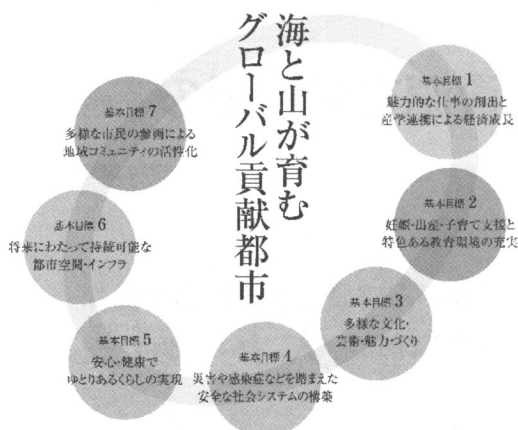 海と山が育む
グローバル貢献都市
基本目標 1
魅力的な仕事の創出と
産学連携による経済成長
基本目標 2
妊娠・出産・子育て支援と
特色ある教育環境の充実
基本目標 3
多様な文化・
芸術・魅力づくり
基本目標 4
災害や感染症などを踏まえた
安全な社会システムの構築
基本目標 5
安心・健康で
ゆとりあるくらしの実現
基本目標 6
将来にわたって持続可能な
都市空間・インフラ
基本目標 7
多様な市民の参画による
地域コミュニティの活性化